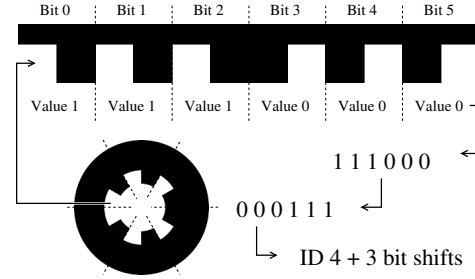 Bit 0 Bit 1 Bit 2 Bit 3 Bit 4 Bit 5
Value 1 Value 1 Value 1 Value 0 Value 0 Value 0
1 1 1 0 0 0
0 0 0 1 1 1
ID 4 + 3 bit shifts